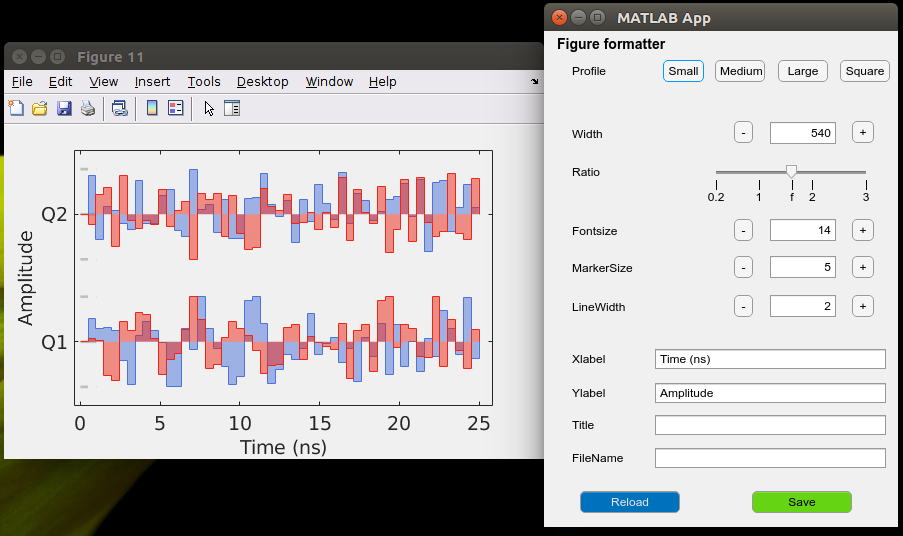 Figure 11
File Edit View Insert Tools Desktop Window Help
Q2
Q1
Amplitude
0 5 10 15 20 25
Time (ns)
MATLAB App
Figure formatter
Profile Small Medium Large Square
Width - 540 +
Ratio
0.2 1 f 2 3
Fontsize - 14 +
MarkerSize - 5 +
LineWidth - 2 +
Xlabel Time (ns)
Ylabel Amplitude
Title
FileName
Reload Save